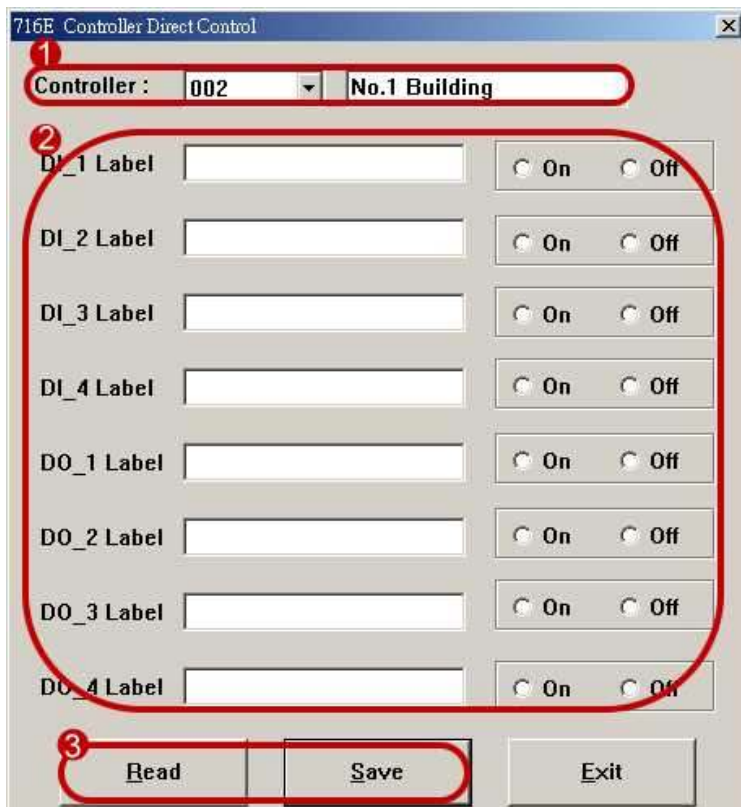 716E Controller Direct Control
1
Controller : 002 No.1 Building
2
DI_1 Label On Off
DI_2 Label On Off
DI_3 Label On Off
DI_4 Label On Off
DO_1 Label On Off
DO_2 Label On Off
DO_3 Label On Off
DO_4 Label On Off
3
Read Save Exit